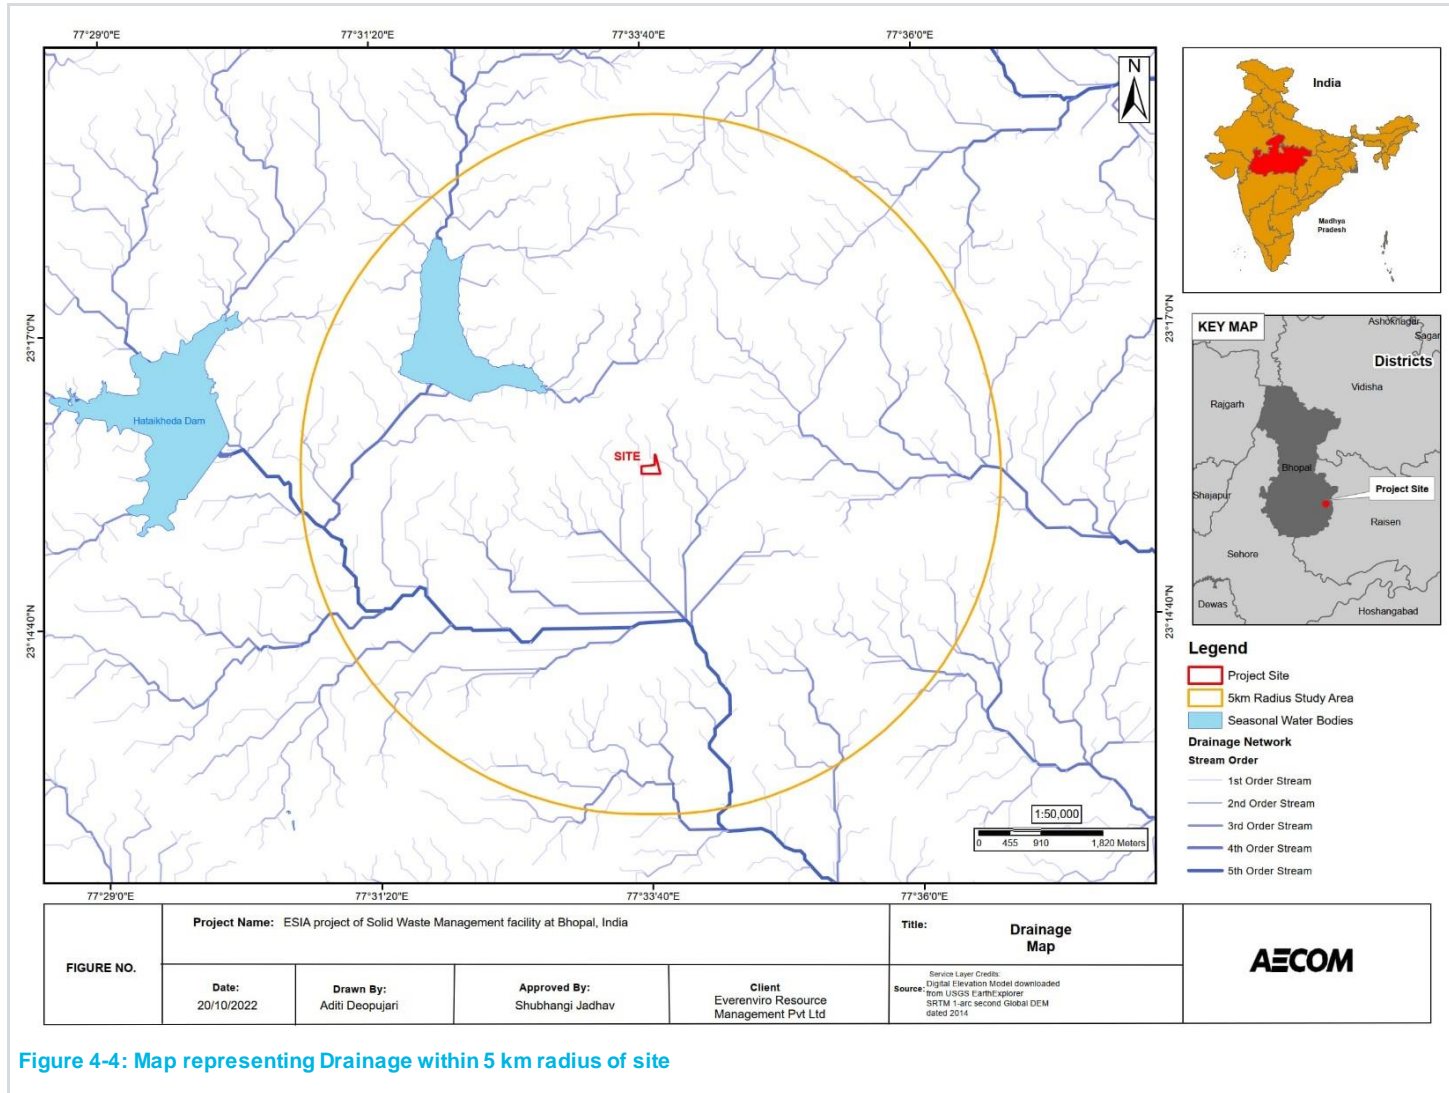 77°29'0"E
77°31'20"E
77°33'40"E
77°36'0"E
N
23°17'0"N
23°17'0"N
Hataikheda Dam
SITE
23°14'40"N
23°14'40"N
1:50,000
0 455 910 1,820 Meters
77°29'0"E
77°31'20"E
77°33'40"E
77°36'0"E
India
Madhya
Pradesh
KEY MAP
Ashoknagar
Sagar
Districts
Vidisha
Rajgarh
Bhopal
Project Site
Shajapur
Raisen
Sehore
Dewas
Hoshangabad
Legend
Project Site
5km Radius Study Area
Seasonal Water Bodies
Drainage Network
Stream Order
1st Order Stream
2nd Order Stream
3rd Order Stream
4th Order Stream
5th Order Stream
FIGURE NO.
Project Name: ESIA project of Solid Waste Management facility at Bhopal, India
Title: Drainage
Map
Date:
20/10/2022
Drawn By:
Aditi Deopujari
Approved By:
Shubhangi Jadhav
Client
Everenviro Resource
Management Pvt Ltd
Source:
Service Layer Credits:
Digital Elevation Model downloaded
from USGS EarthExplorer
SRTM 1-arc second Global DEM
dated 2014
AECOM
Figure 4-4: Map representing Drainage within 5 km radius of site